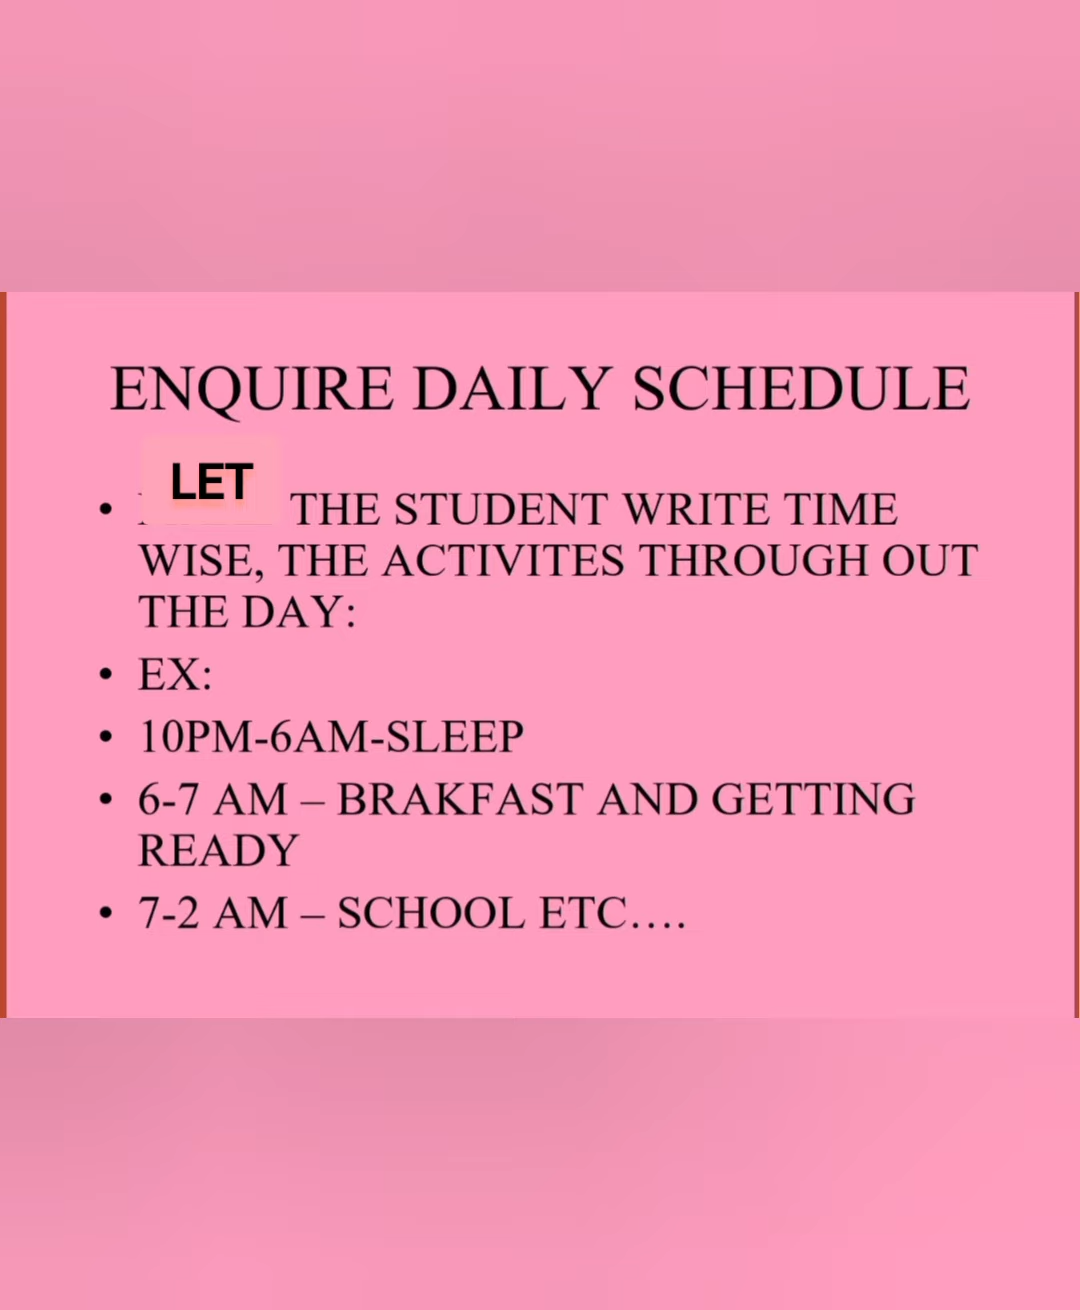 ENQUIRE DAILY SCHEDULE
• LET THE STUDENT WRITE TIME
WISE, THE ACTIVITES THROUGH OUT
THE DAY:
• EX:
• 10PM-6AM-SLEEP
• 6-7 AM – BRAKFAST AND GETTING
READY
• 7-2 AM – SCHOOL ETC….